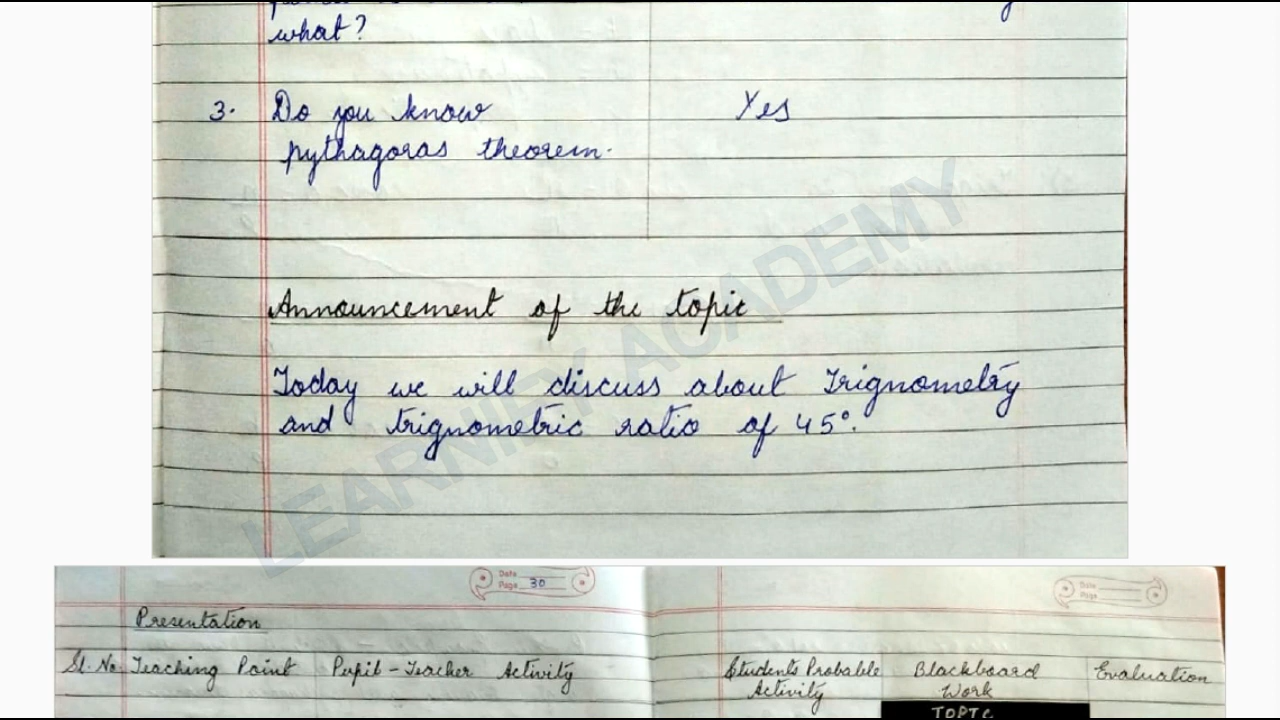 what?
3. Do you know Yes
pythagoras theorem.
Announcement of the topic
Today we will discuss about Trignometry
and trignometric ratio of 45°.
LEARNIEY ACADEMY
Date
Page 30
Date
Page
Presentation
Sl. No. Teaching Point Pupil-Teacher Activity Students Probable Activity Blackboard Work Evaluation
TOPIC